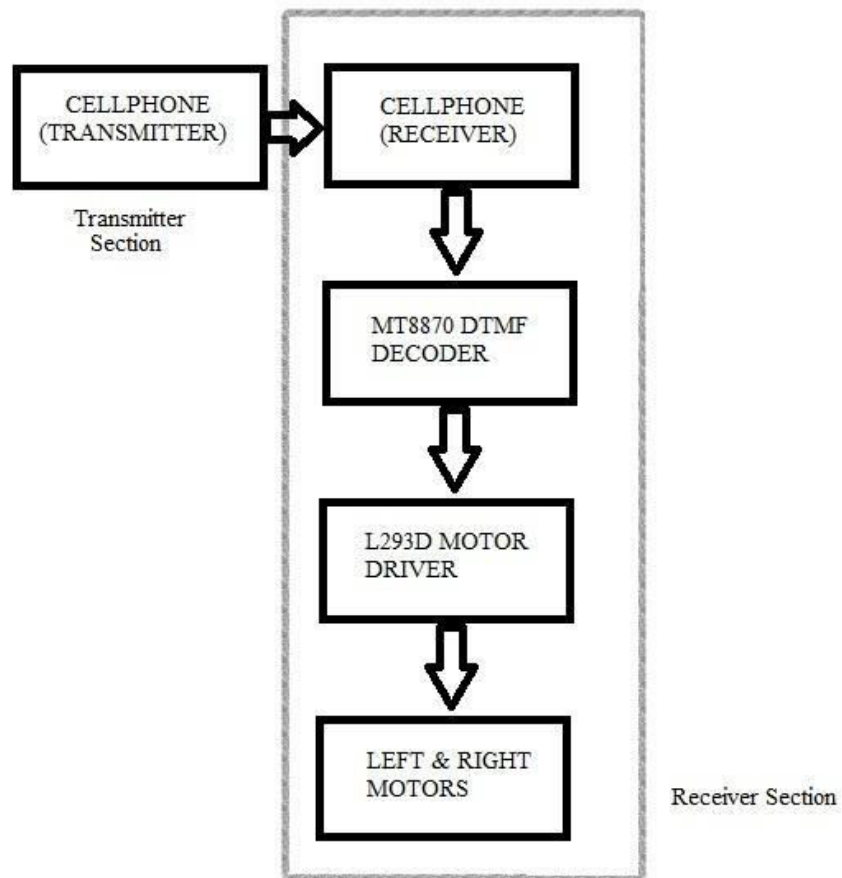 CELLPHONE
(TRANSMITTER)
CELLPHONE
(RECEIVER)
Transmitter
Section
MT8870 DTMF
DECODER
L293D MOTOR
DRIVER
LEFT & RIGHT
MOTORS
Receiver Section